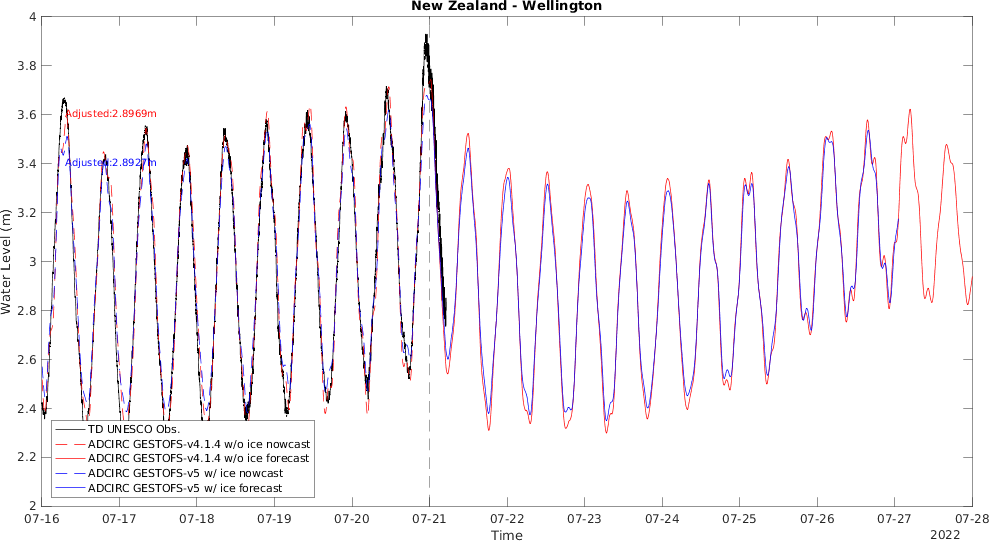 New Zealand - Wellington
4
3.8
3.6
3.4
3.2
3
2.8
2.6
2.4
2.2
2
Water Level (m)
Adjusted:2.8969m
Adjusted:2.8927m
TD UNESCO Obs.
ADCIRC GESTOFS-v4.1.4 w/o ice nowcast
ADCIRC GESTOFS-v4.1.4 w/o ice forecast
ADCIRC GESTOFS-v5 w/ ice nowcast
ADCIRC GESTOFS-v5 w/ ice forecast
07-16 07-17 07-18 07-19 07-20 07-21 07-22 07-23 07-24 07-25 07-26 07-27 07-28
Time
2022